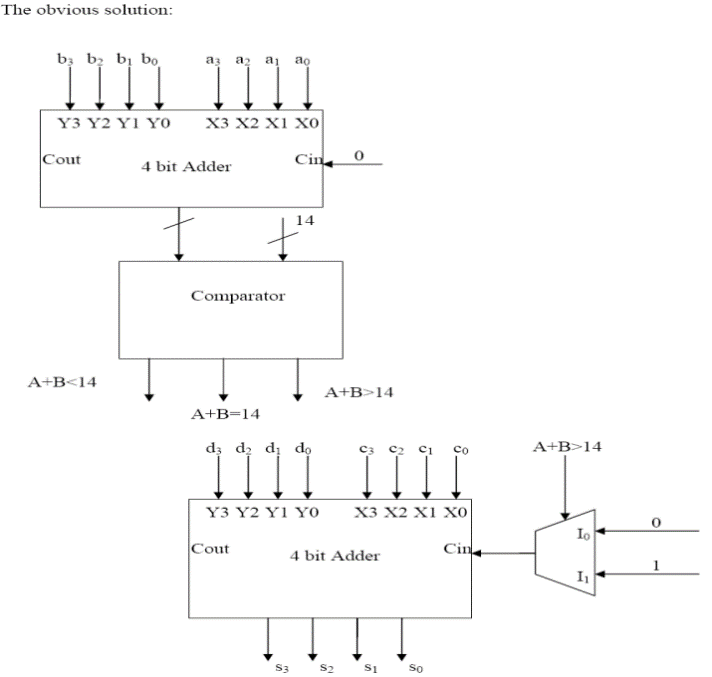 The obvious solution:
b₃ b₂ b₁ b₀ a₃ a₂ a₁ a₀
Y3 Y2 Y1 Y0 X3 X2 X1 X0
Cout 4 bit Adder Cin 0
14
Comparator
A+B<14
A+B=14
A+B>14
d₃ d₂ d₁ d₀ c₃ c₂ c₁ c₀ A+B>14
Y3 Y2 Y1 Y0 X3 X2 X1 X0
I₀ 0
Cout 4 bit Adder Cin
I₁ 1
s₃ s₂ s₁ s₀